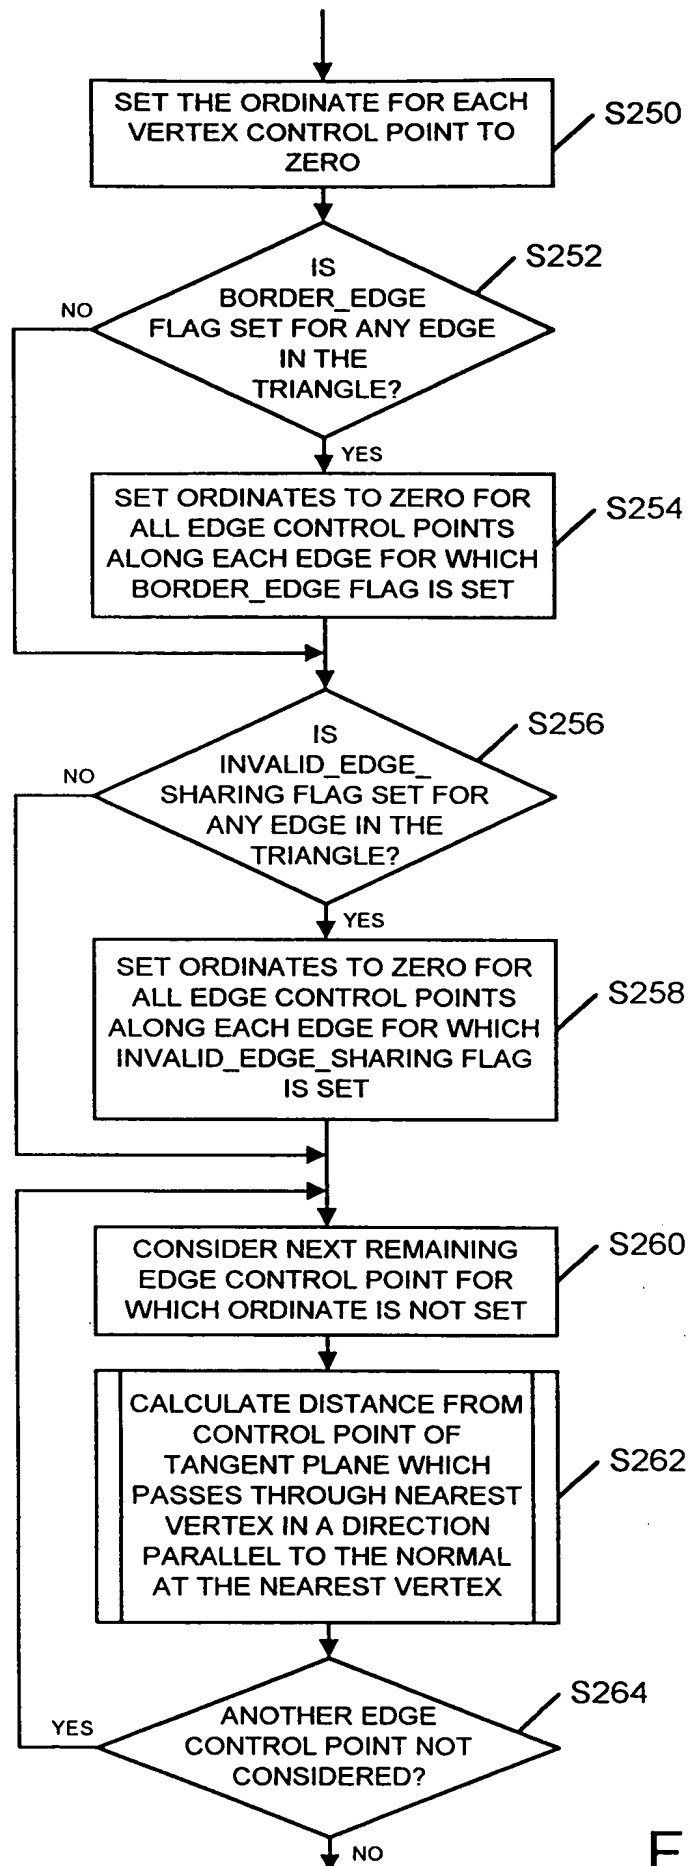 SET THE ORDINATE FOR EACH
VERTEX CONTROL POINT TO
ZERO
S250
IS
BORDER_EDGE
FLAG SET FOR ANY EDGE
IN THE
TRIANGLE?
S252
NO
YES
SET ORDINATES TO ZERO FOR
ALL EDGE CONTROL POINTS
ALONG EACH EDGE FOR WHICH
BORDER_EDGE FLAG IS SET
S254
IS
INVALID_EDGE_
SHARING FLAG SET FOR
ANY EDGE IN THE
TRIANGLE?
S256
NO
YES
SET ORDINATES TO ZERO FOR
ALL EDGE CONTROL POINTS
ALONG EACH EDGE FOR WHICH
INVALID_EDGE_SHARING FLAG
IS SET
S258
CONSIDER NEXT REMAINING
EDGE CONTROL POINT FOR
WHICH ORDINATE IS NOT SET
S260
CALCULATE DISTANCE FROM
CONTROL POINT OF
TANGENT PLANE WHICH
PASSES THROUGH NEAREST
VERTEX IN A DIRECTION
PARALLEL TO THE NORMAL
AT THE NEAREST VERTEX
S262
ANOTHER EDGE
CONTROL POINT NOT
CONSIDERED?
S264
YES
NO